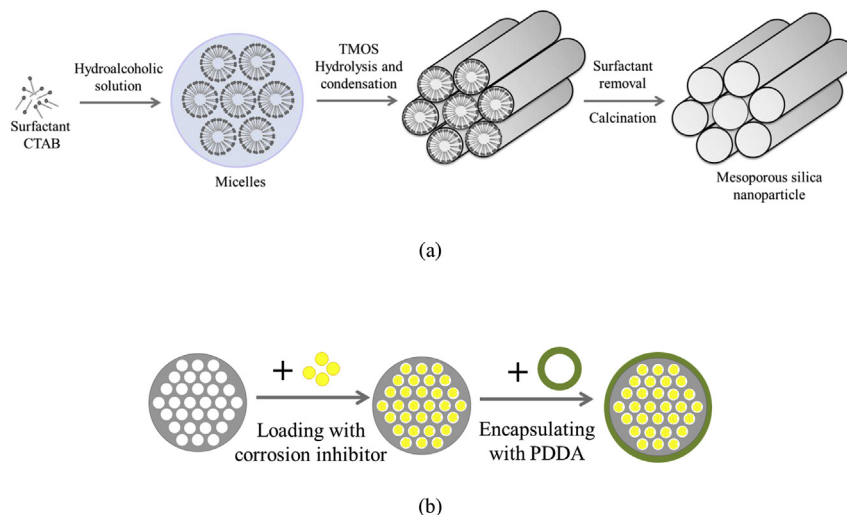 Surfactant
CTAB
Hydroalcoholic
solution
Micelles
TMOS
Hydrolysis and
condensation
Surfactant
removal
Calcination
Mesoporous silica
nanoparticle
(a)
+
Loading with
corrosion inhibitor
+
Encapsulating
with PDDA
(b)